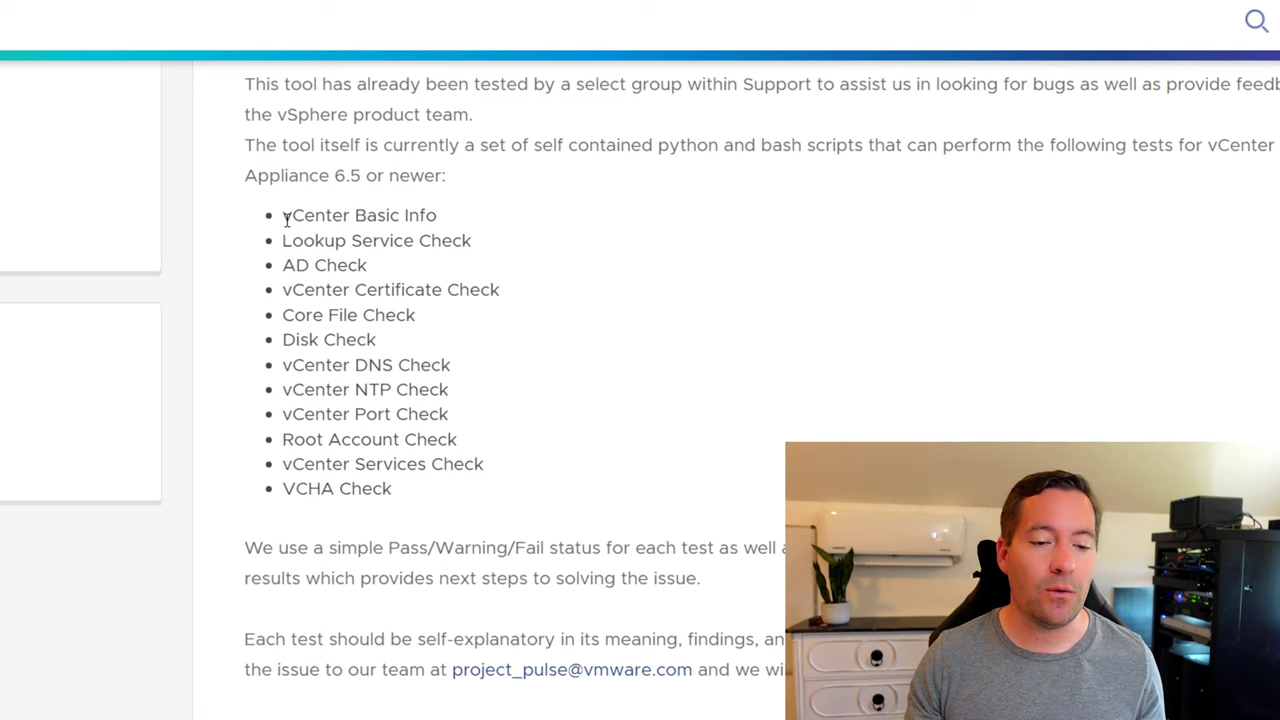 This tool has already been tested by a select group within Support to assist us in looking for bugs as well as provide
the vSphere product team.
The tool itself is currently a set of self contained python and bash scripts that can perform the following tests for vCenter
Appliance 6.5 or newer:
vCenter Basic Info
Lookup Service Check
AD Check
vCenter Certificate Check
Core File Check
Disk Check
vCenter DNS Check
vCenter NTP Check
vCenter Port Check
Root Account Check
vCenter Services Check
VCHA Check
We use a simple Pass/Warning/Fail status for each test as well
results which provides next steps to solving the issue.
Each test should be self-explanatory in its meaning, findings,
the issue to our team at project_pulse@vmware.com and we